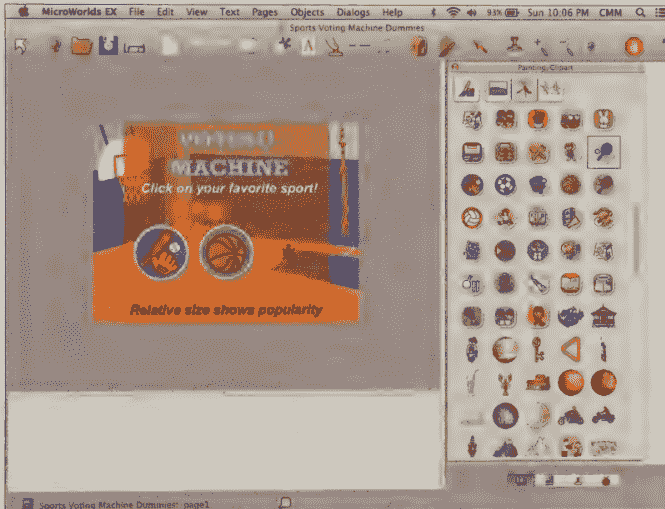 MicroWorlds EX File Edit View Text Pages Objects Dialogs Help 93% Sun 10:06 PM CMM
Sports Voting Machine Dummies
Painting/Clipart
MACHINE
Click on your favorite sport!
Relative size shows popularity
Sports Voting Machine Dummies: page1